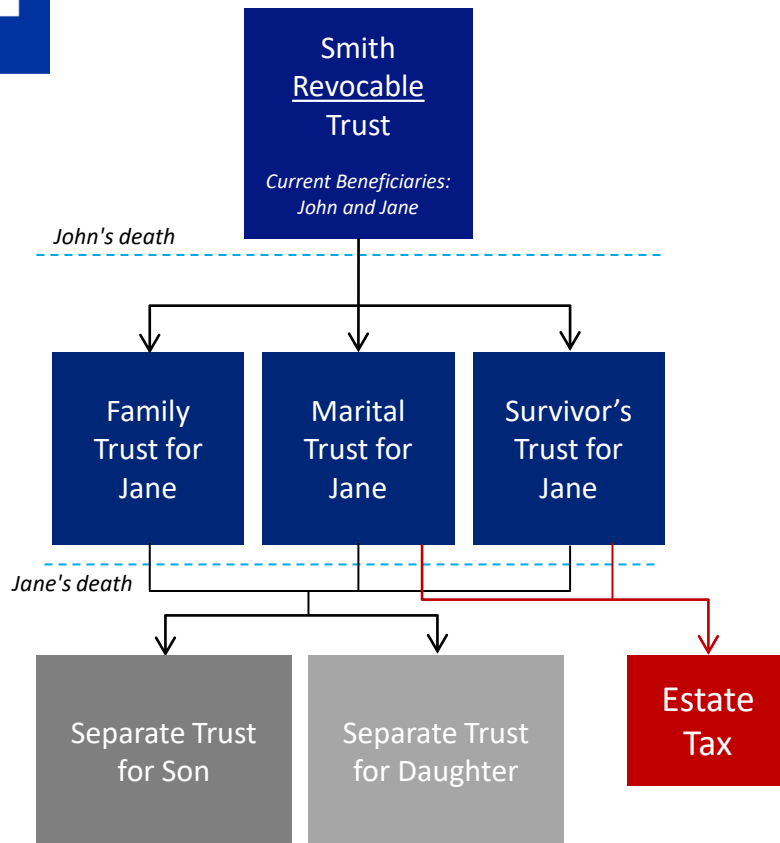 Smith
Revocable
Trust
Current Beneficiaries:
John and Jane
John's death
Family
Trust for
Jane
Marital
Trust for
Jane
Survivor’s
Trust for
Jane
Jane's death
Separate Trust
for Son
Separate Trust
for Daughter
Estate
Tax